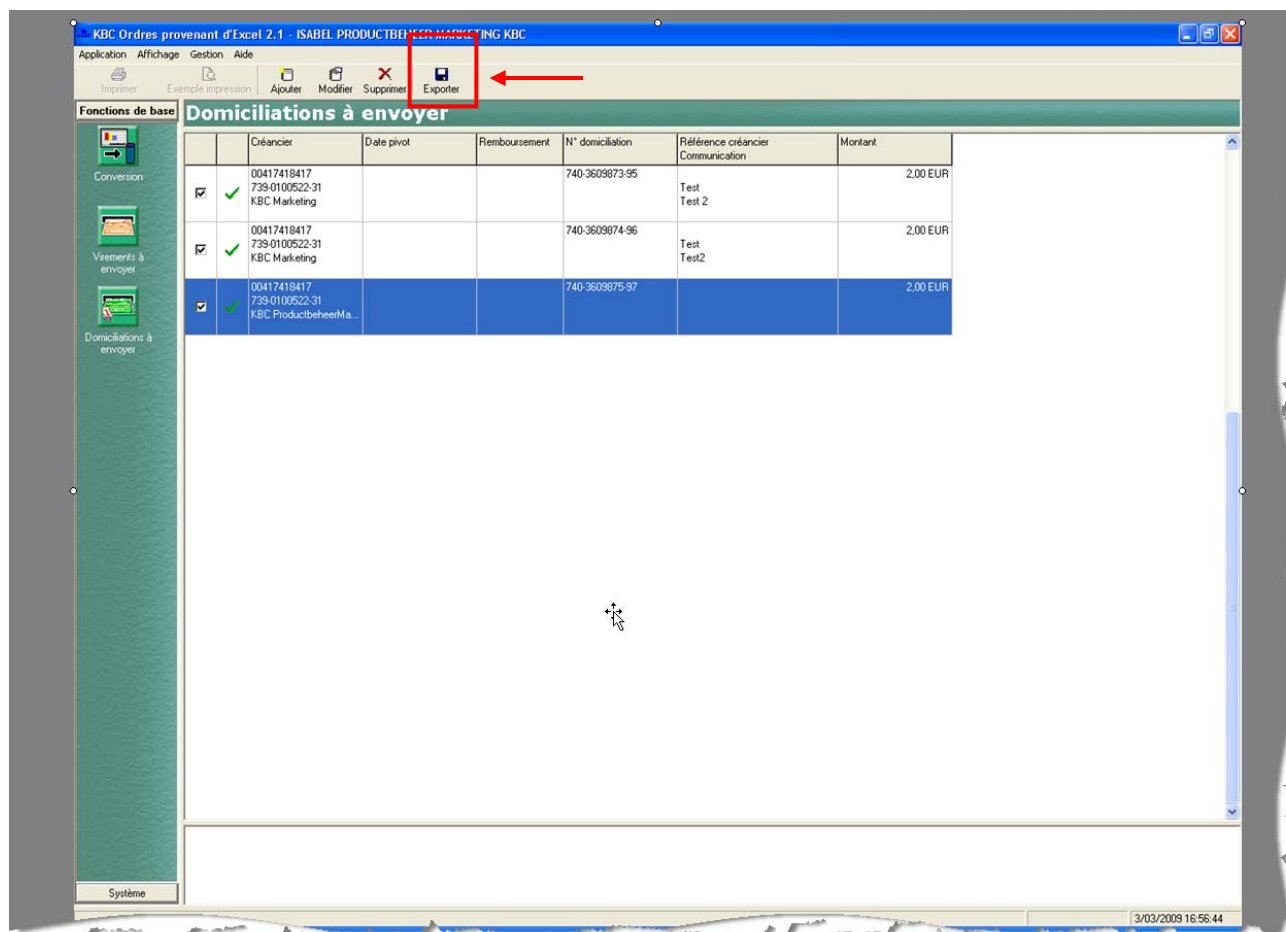 KBC Ordres provenant d'Excel 2.1 - ISABEL PRODUCTBEHEER MARKETING KBC
Application Affichage Gestion Aide
Imprimer Exemple impression Ajouter Modifier Supprimer Exporter
Fonctions de base
Domiciliations à envoyer
Conversion
Virements à
envoyer
Domiciliations à
envoyer
Créancier Date pivot Remboursement N° domiciliation Référence créancier Montant
Communication
00417418417 740-3609873-95 2,00 EUR
739-0100522-31 Test
KBC Marketing Test 2
00417418417 740-3609874-96 2,00 EUR
739-0100522-31 Test
KBC Marketing Test2
00417418417 740-3609875-97 2,00 EUR
739-0100522-31
KBC ProductbeheerMa...
Système
3/03/2009 16:56:44